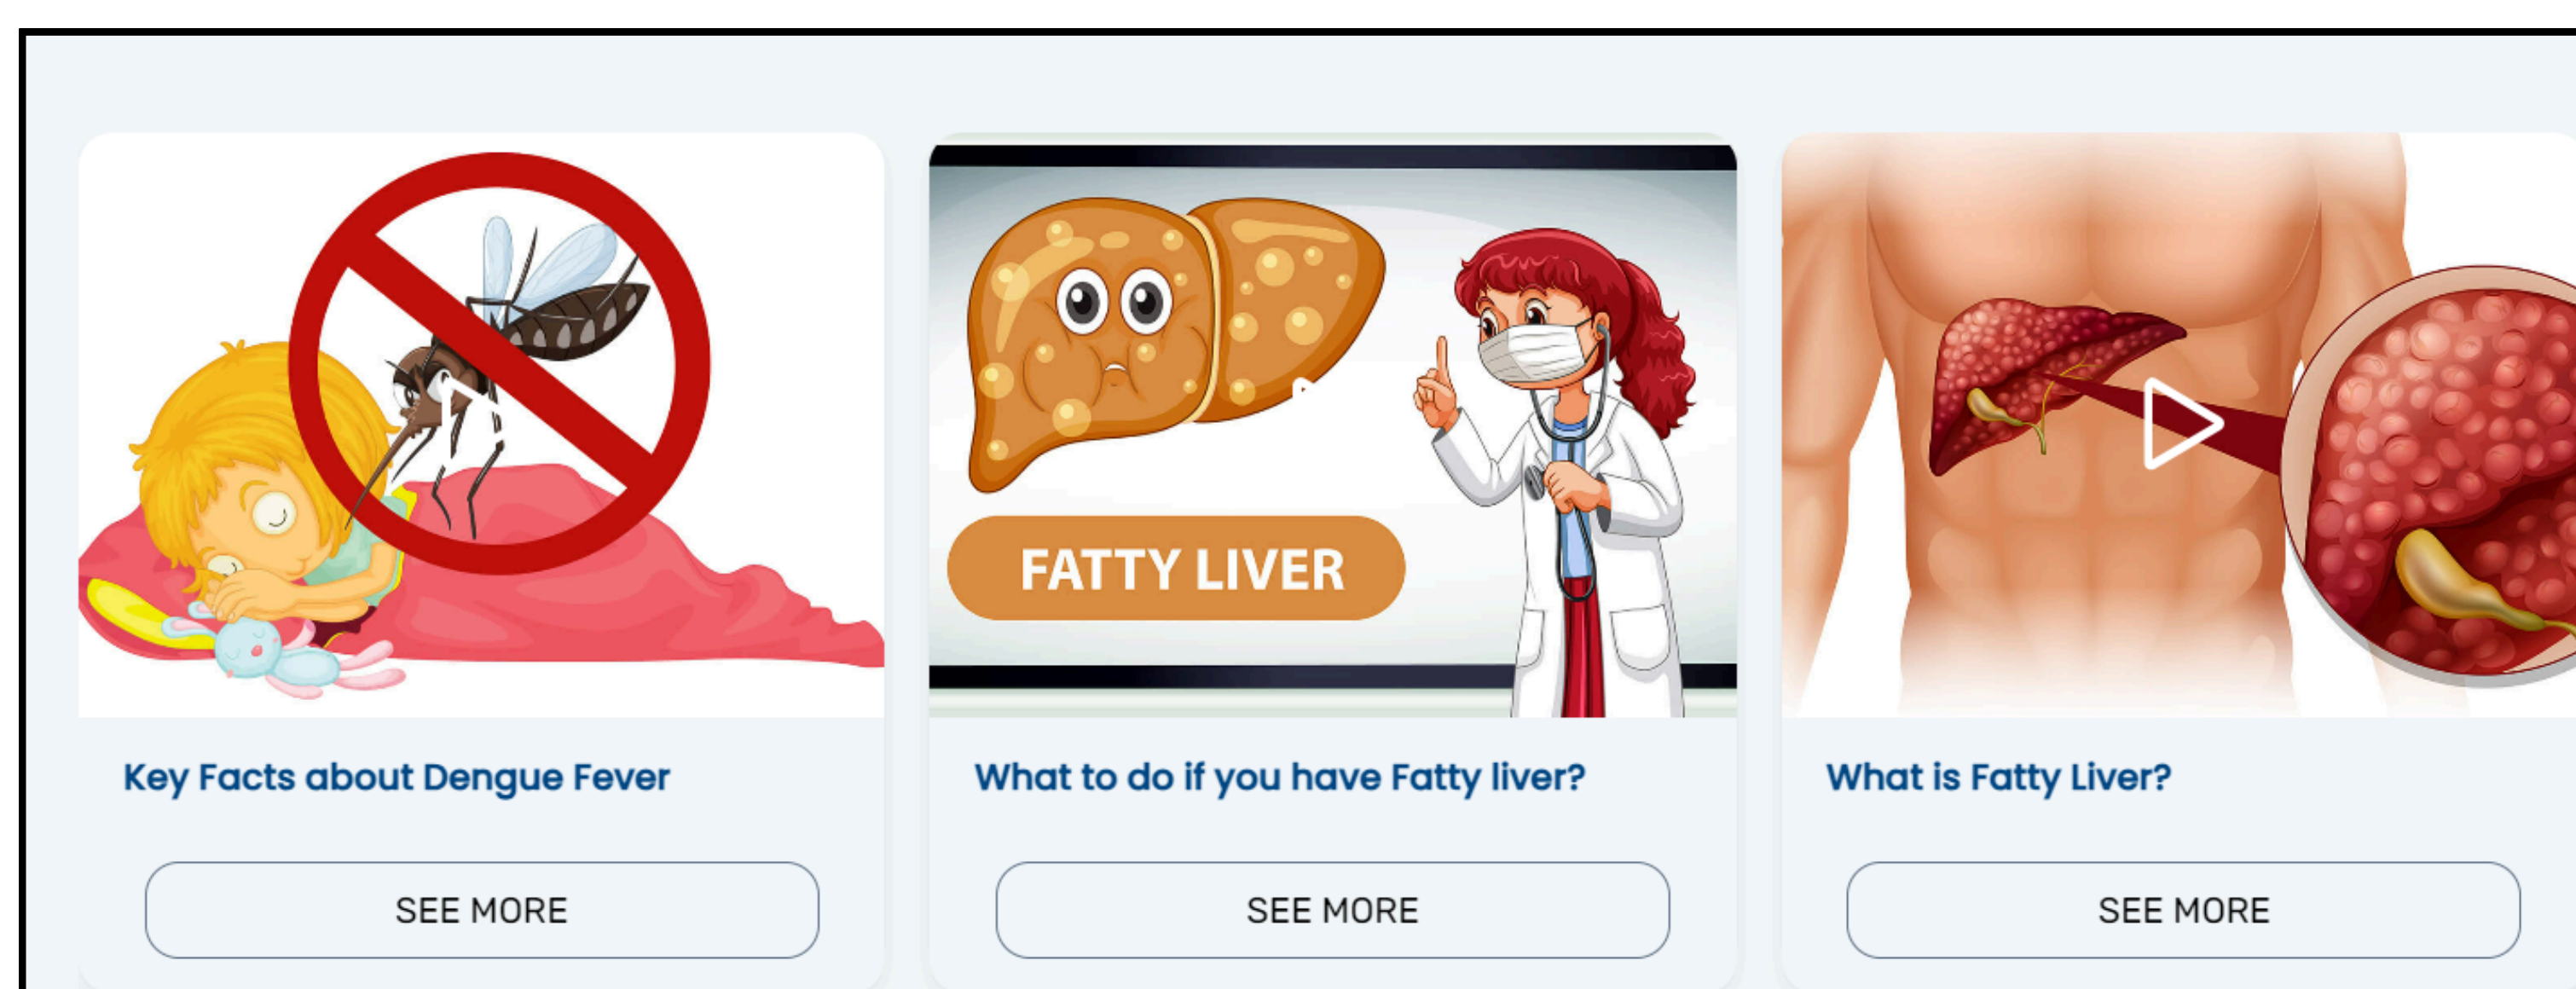 FATTY LIVER
Key Facts about Dengue Fever
What to do if you have Fatty liver?
What is Fatty Liver?
SEE MORE
SEE MORE
SEE MORE